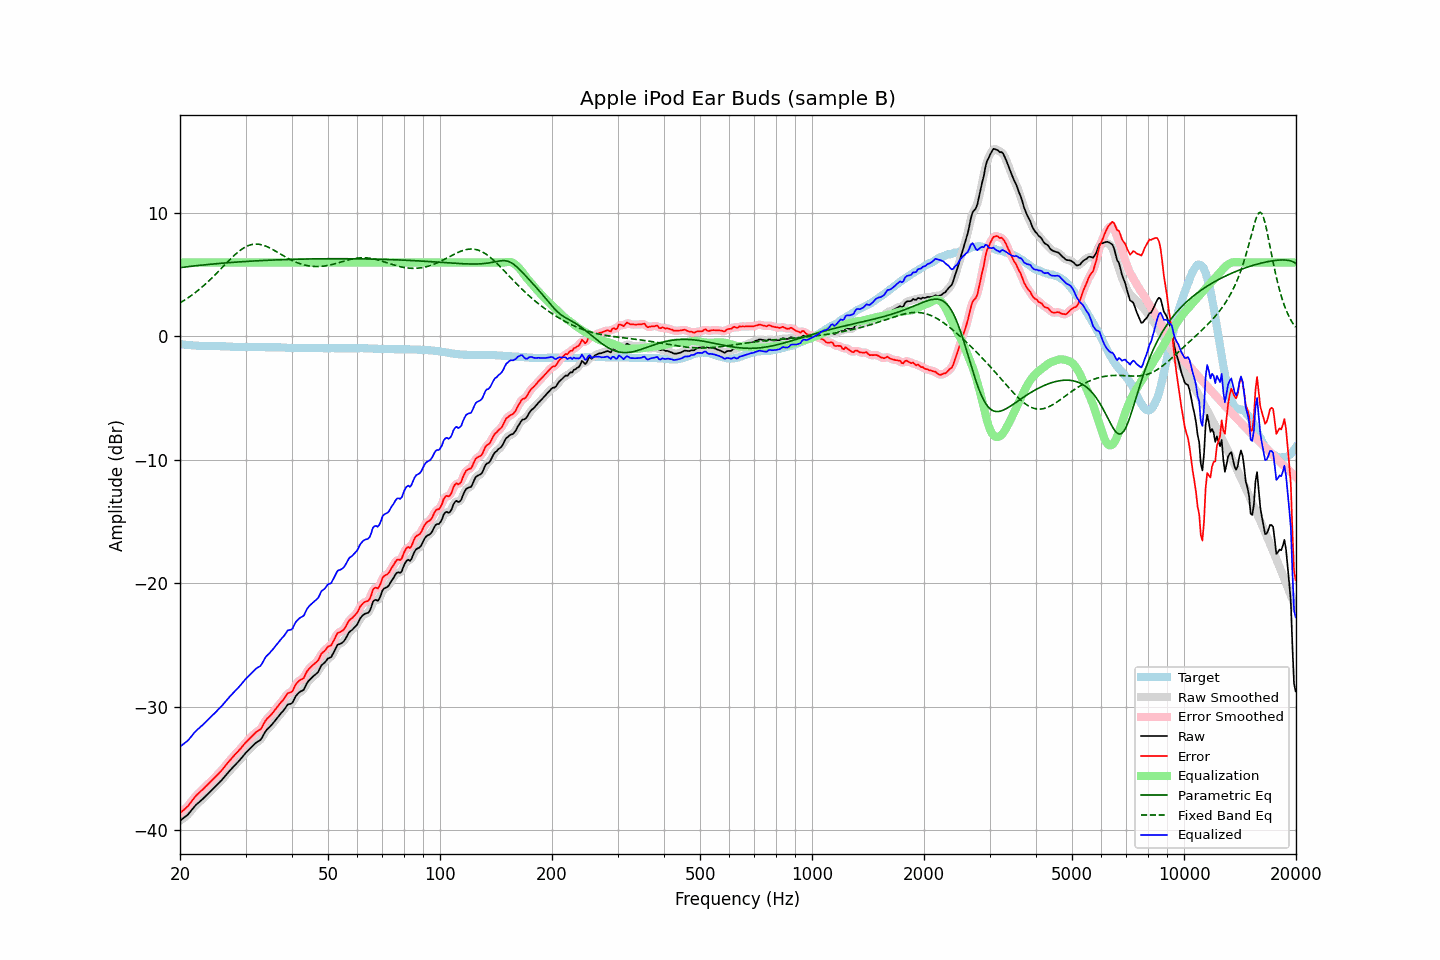 Apple iPod Ear Buds (sample B)
10
0
−10
−20
−30
−40
Amplitude (dBr)
20
50
100
200
500
1000
2000
5000
10000
20000
Frequency (Hz)
Target
Raw Smoothed
Error Smoothed
Raw
Error
Equalization
Parametric Eq
Fixed Band Eq
Equalized